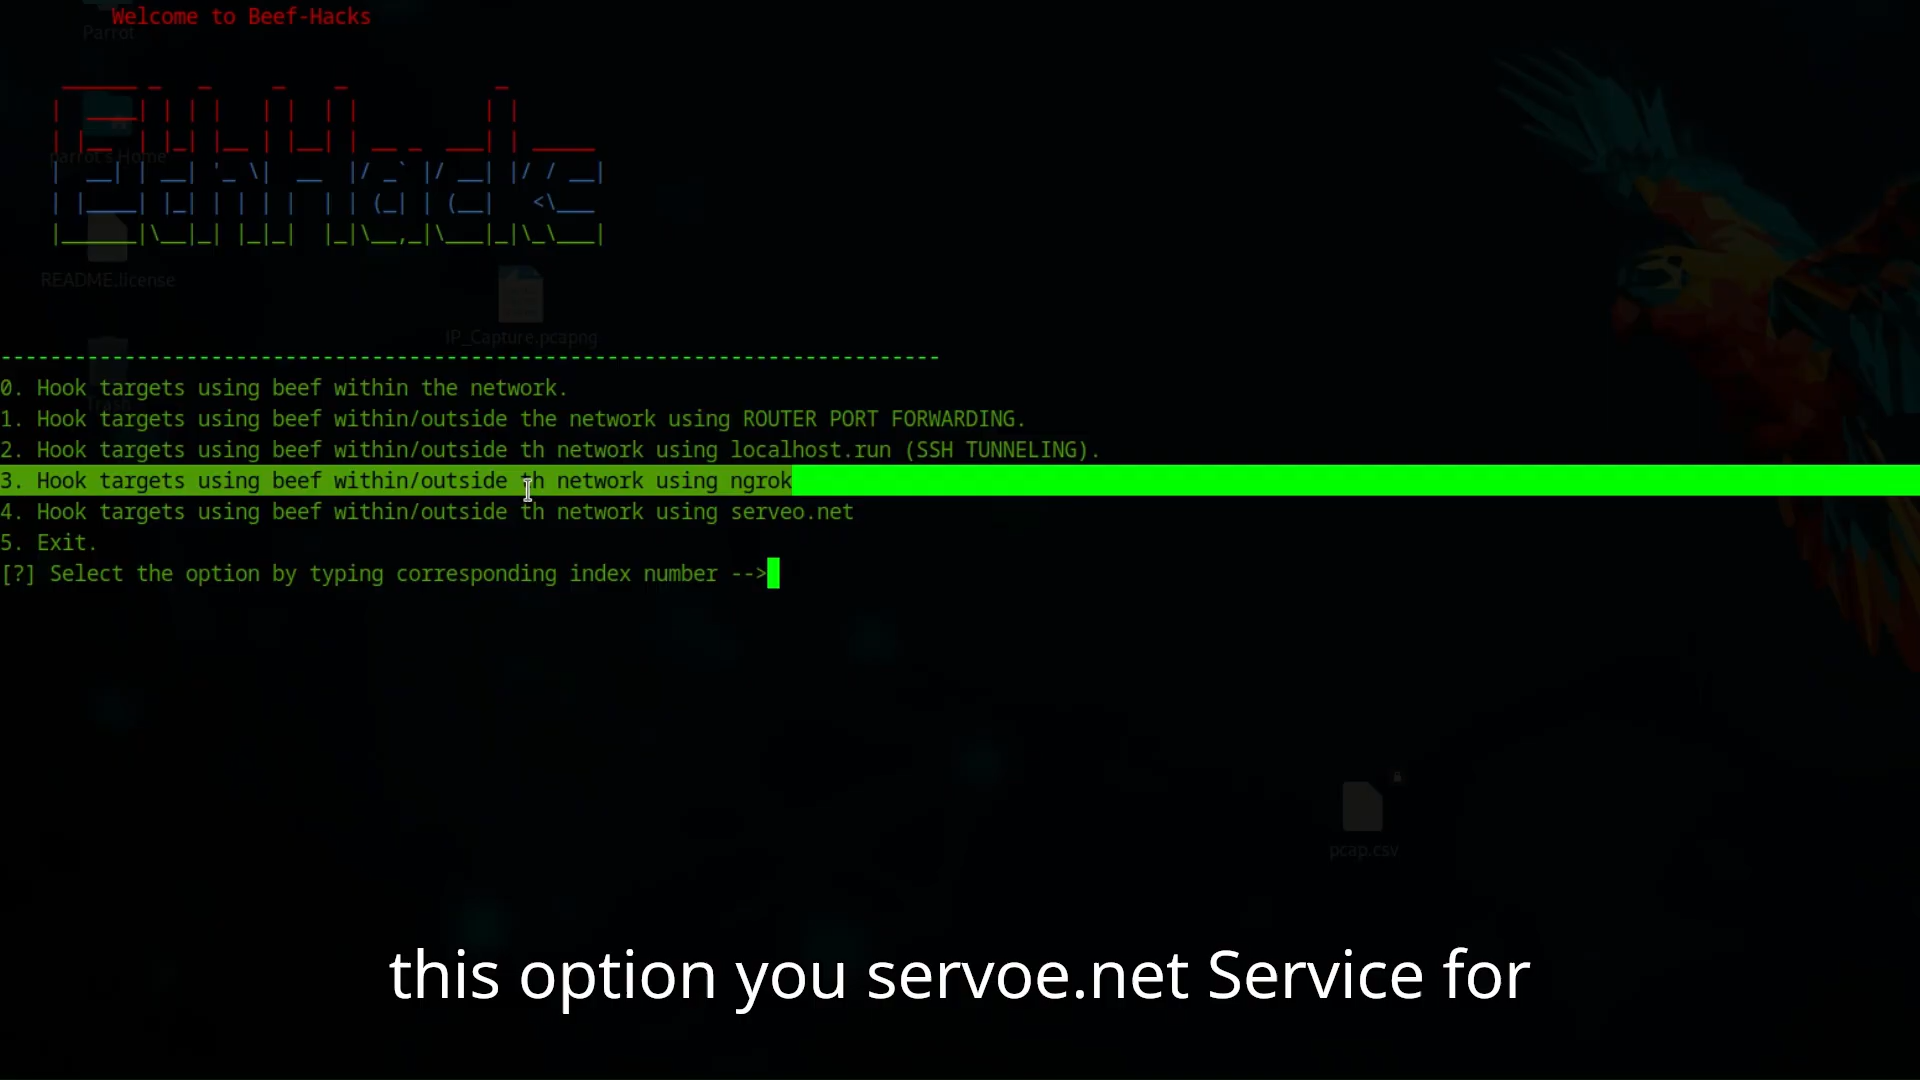 Welcome to Beef-Hacks
Parrot
EthHacks
parrot's Home
README.license
IP_Capture.pcapng
Trash
--------------------------------------------------------------------------------
0. Hook targets using beef within the network.
1. Hook targets using beef within/outside the network using ROUTER PORT FORWARDING.
2. Hook targets using beef within/outside th network using localhost.run (SSH TUNNELING).
3. Hook targets using beef within/outside th network using ngrok
4. Hook targets using beef within/outside th network using serveo.net
5. Exit.
[?] Select the option by typing corresponding index number -->
pcap.csv
this option you servoe.net Service for